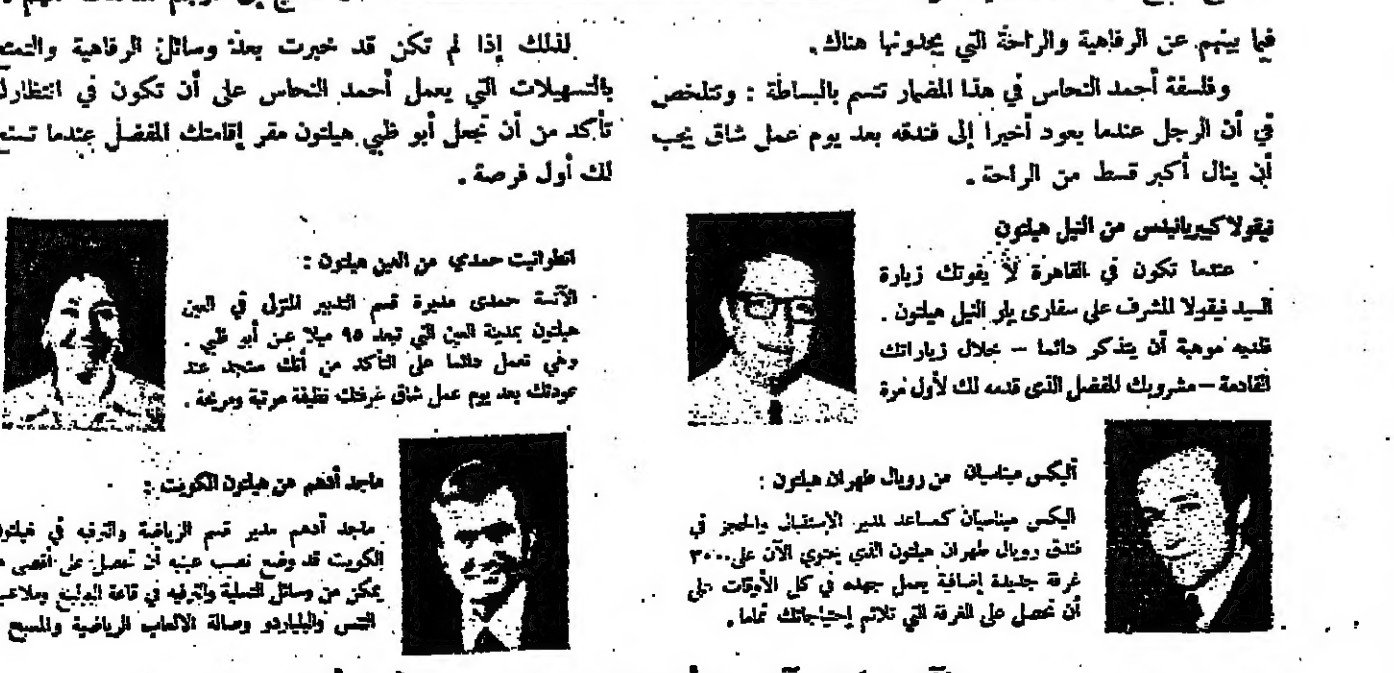 فيما بينهم عن الرفاهية والراحة التي يجدونها هناك.
وفلسفة أحمد النحاس في هذا المضمار تتسم بالبساطة : وتتلخص
في أن الرجل عندما يعود أخيرا إلى فندقه بعد يوم عمل شاق يجب
أن ينال أكبر قسط من الراحة.
نيقولا كيبريانيدس من النيل هيلتون
عندما تكون في القاهرة لا يفوتك زيارة
السيد نيقولا المشرف على سفارى بار النيل هيلتون.
فلديه موهبة أن يتذكر دائما – خلال زياراتك
القادمة – مشروبك المفضل الذى قدمه لك لأول مرة
أليكس ميناسيان من رويال طهران هيلتون :
اليكس ميناسيان كمساعد لمدير الاستقبال والحجز في
فندق رويال طهران هيلتون الذي يحتوي الآن على
غرفة جديدة إضافية يعمل جهده في كل الأوقات على
أن تحصل على الغرفة التي تلائم إحتياجاتك تماما.
لذلك إذا لم تكن قد خبرت بعد وسائل الرفاهية والتمتع
بالتسهيلات التي يعمل أحمد النحاس على أن تكون في انتظارك
تأكد من أن تجعل أبو ظبي هيلتون مقر إقامتك المفضل عندما تسنح
لك أول فرصة.
انطوانيت حمدي من العين هيلتون :
الآنسة حمدى مديرة قسم التدبير المنزلى في العين
هيلتون بمدينة العين التي تبعد ٩٥ ميلا عن أبو ظبي.
وهي تعمل دائما على التأكد من أنك ستجد عند
عودتك بعد يوم عمل شاق غرفتك نظيفة مرتبة ومريحة.
ماجد أدهم من هيلتون الكويت :
ماجد أدهم مدير قسم الرياضة والترفيه في هيلتون
الكويت قد وضع نصب عينيه أن تحصل على أقصى
يمكن من وسائل التسلية والترفيه في قاعة البولينغ وملاعب
التنس والبلياردو وصالة الالعاب الرياضية والمسبح